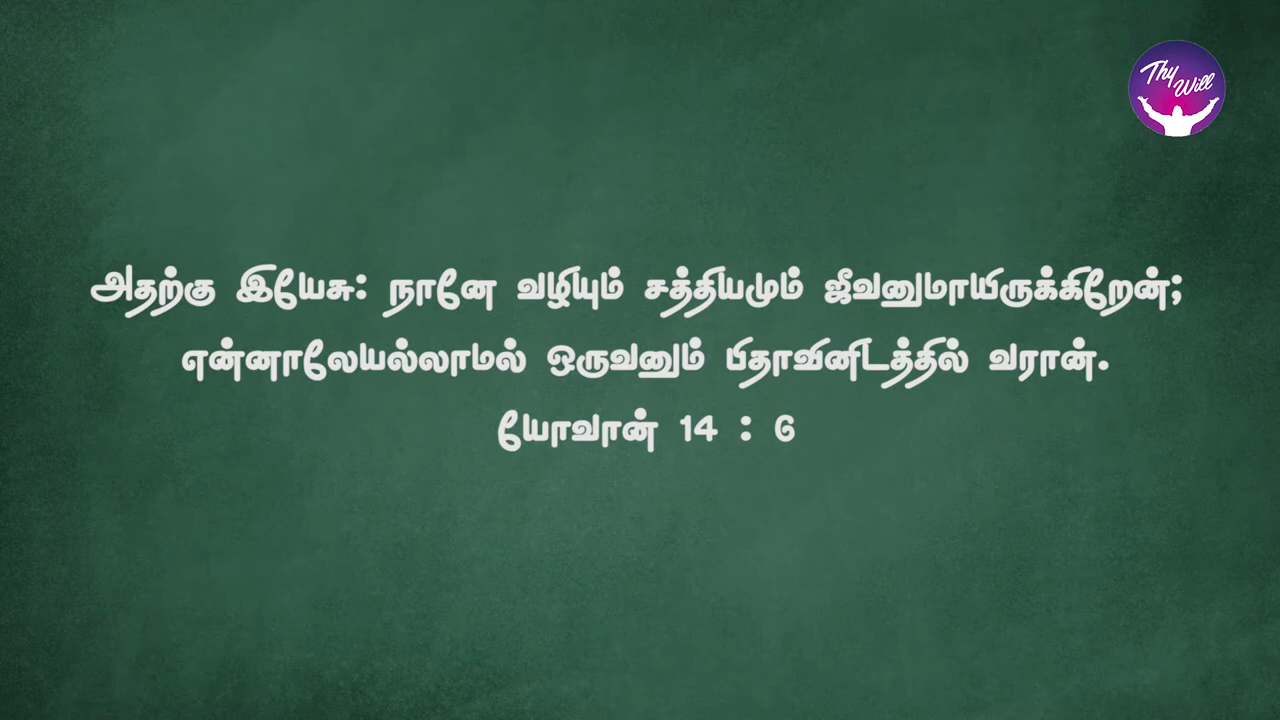 Thy Will
அதற்கு இயேசு: நானே வழியும் சத்தியமும் ஜீவனுமாயிருக்கிறேன்;
என்னாலேயல்லாமல் ஒருவனும் பிதாவினிடத்தில் வரான்.
யோவான் 14 : 6